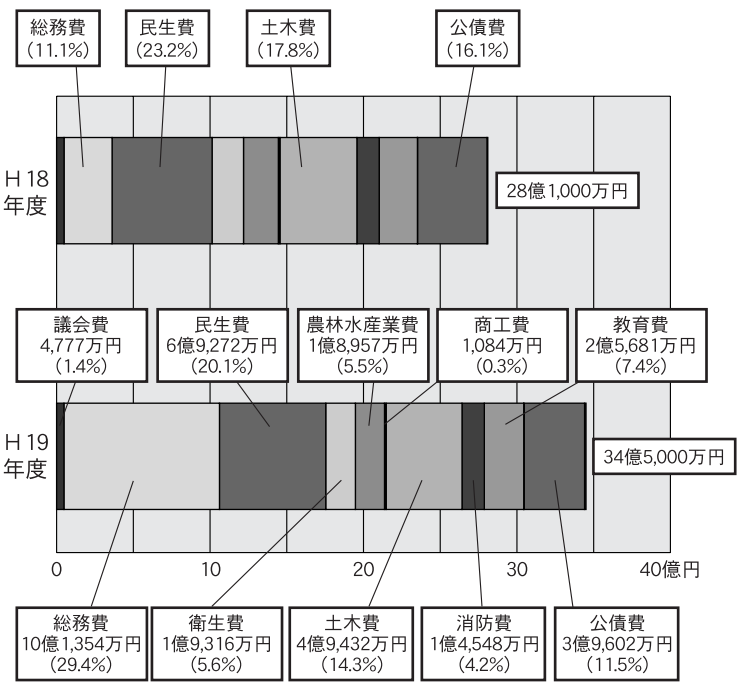 総務費
(11.1%)
民生費
(23.2%)
土木費
(17.8%)
公債費
(16.1%)
H18
年度
28億1,000万円
議会費
4,777万円
(1.4%)
民生費
6億9,272万円
(20.1%)
農林水産業費
1億8,957万円
(5.5%)
商工費
1,084万円
(0.3%)
教育費
2億5,681万円
(7.4%)
H19
年度
34億5,000万円
0
10
20
30
40億円
総務費
10億1,354万円
(29.4%)
衛生費
1億9,316万円
(5.6%)
土木費
4億9,432万円
(14.3%)
消防費
1億4,548万円
(4.2%)
公債費
3億9,602万円
(11.5%)